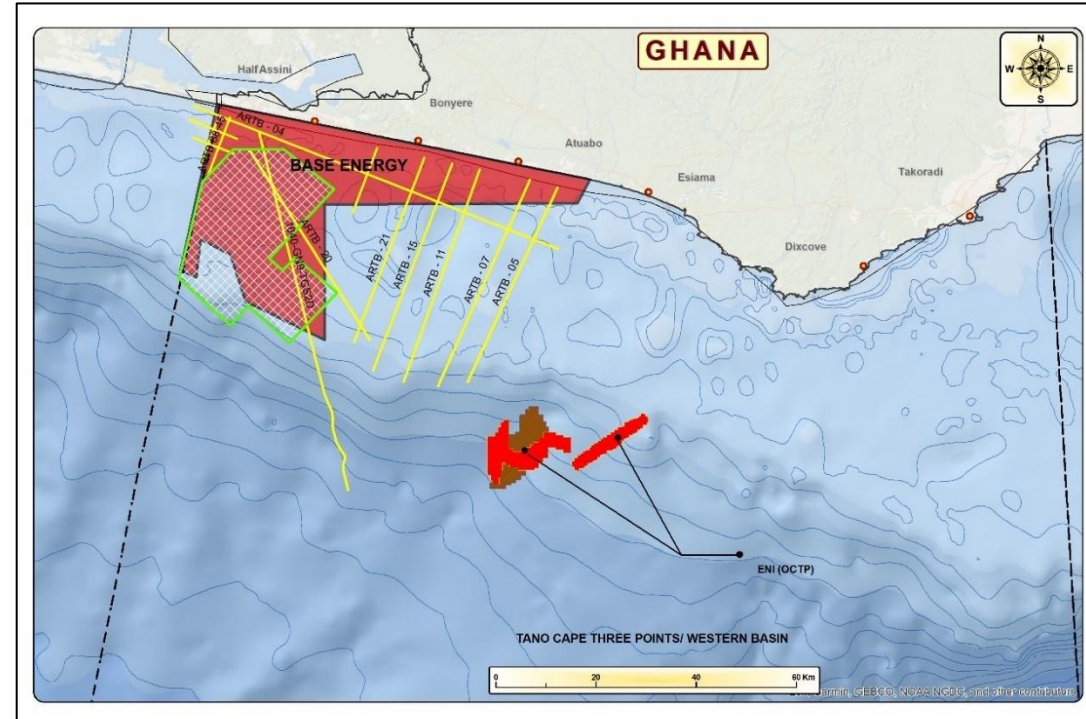 GHANA
N
W
E
S
Half Assini
Bonyere
Atuabo
Esiama
Takoradi
Dixcove
ARTB - 04
BASE ENERGY
ARTB - 21
ARTB - 15
ARTB - 11
ARTB - 07
ARTB - 05
ENI (OCTP)
TANO CAPE THREE POINTS/ WESTERN BASIN
0 20 40 60 Km
Garmin, GEBCO, NOAA NGDC, and other contributors